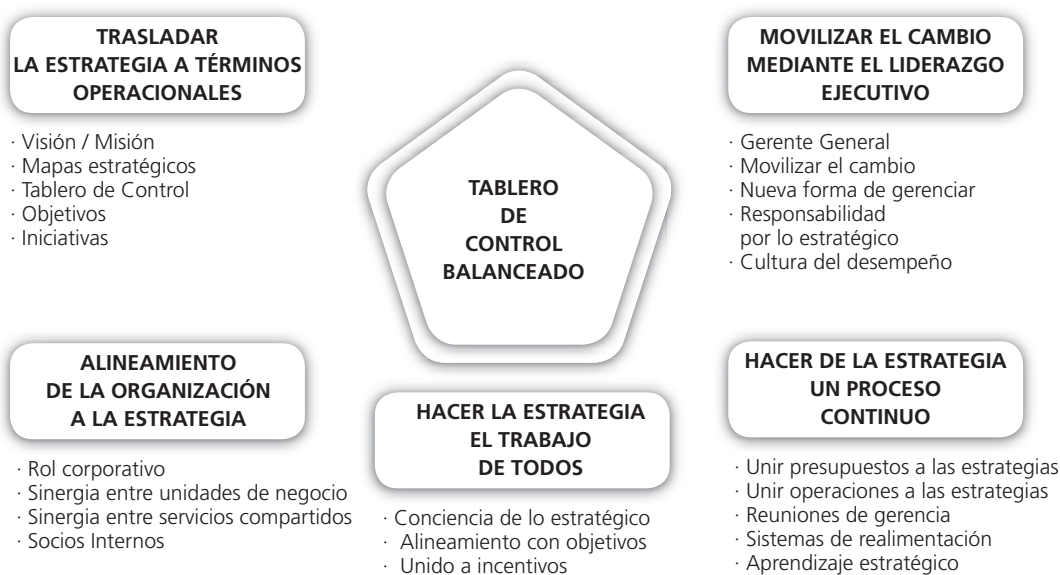 TRASLADAR
LA ESTRATEGIA A TÉRMINOS
OPERACIONALES
· Visión / Misión
· Mapas estratégicos
· Tablero de Control
· Objetivos
· Iniciativas
MOVILIZAR EL CAMBIO
MEDIANTE EL LIDERAZGO
EJECUTIVO
· Gerente General
· Movilizar el cambio
· Nueva forma de gerenciar
· Responsabilidad
por lo estratégico
· Cultura del desempeño
TABLERO
DE
CONTROL
BALANCEADO
ALINEAMIENTO
DE LA ORGANIZACIÓN
A LA ESTRATEGIA
· Rol corporativo
· Sinergia entre unidades de negocio
· Sinergia entre servicios compartidos
· Socios Internos
HACER LA ESTRATEGIA
EL TRABAJO
DE TODOS
· Conciencia de lo estratégico
· Alineamiento con objetivos
· Unido a incentivos
HACER DE LA ESTRATEGIA
UN PROCESO
CONTINUO
· Unir presupuestos a las estrategias
· Unir operaciones a las estrategias
· Reuniones de gerencia
· Sistemas de realimentación
· Aprendizaje estratégico